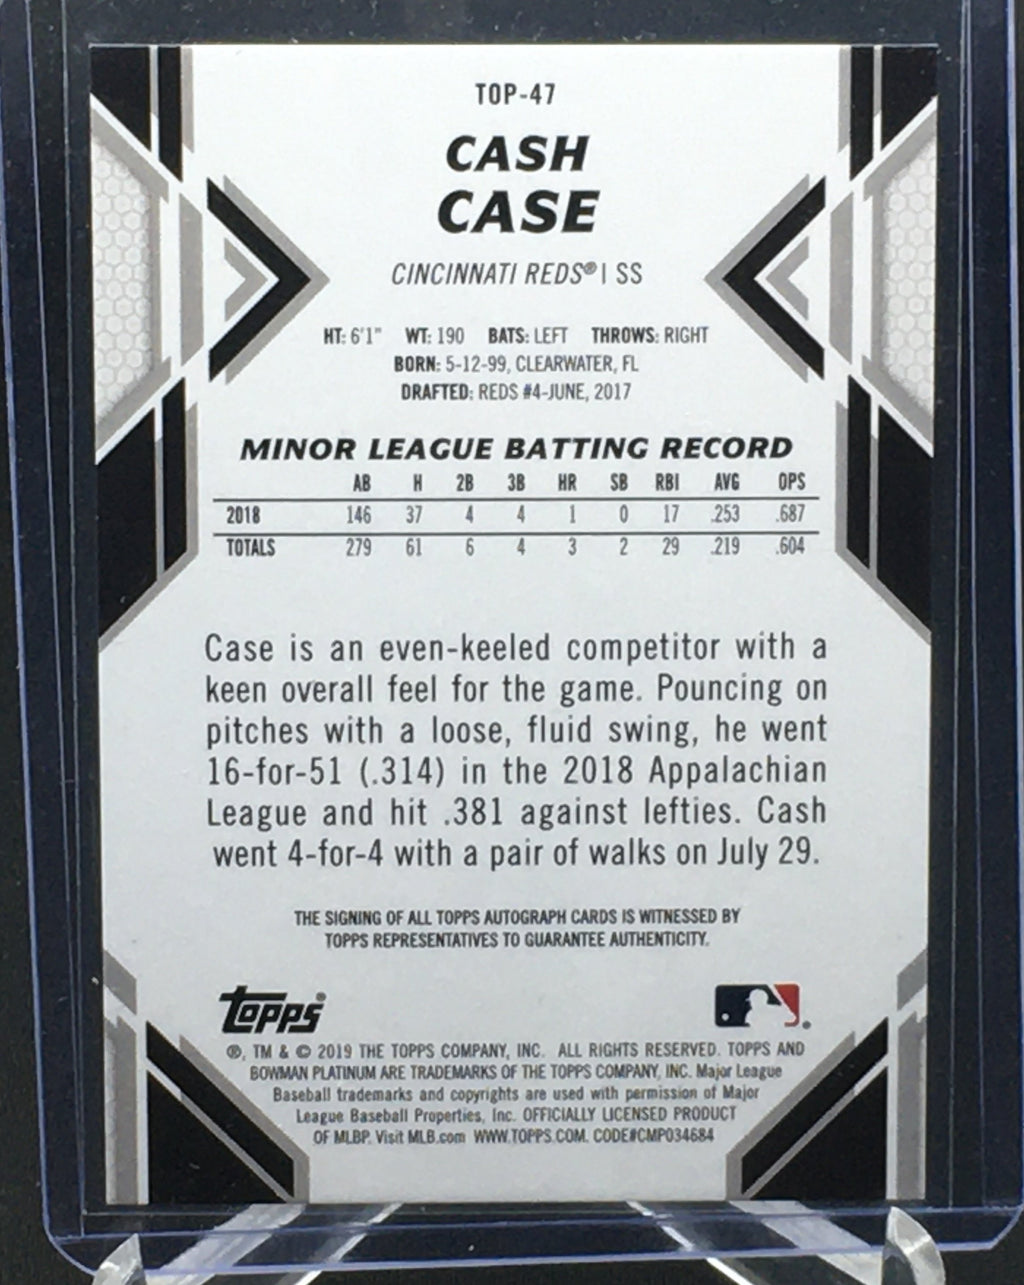 TOP-47
CASH
CASE
CINCINNATI REDS® | SS
HT: 6'1" WT: 190 BATS: LEFT THROWS: RIGHT
BORN: 5-12-99, CLEARWATER, FL
DRAFTED: REDS #4-JUNE, 2017
MINOR LEAGUE BATTING RECORD
AB H 2B 3B HR SB RBI AVG OPS
2018 146 37 4 4 1 0 17 .253 .687
TOTALS 279 61 6 4 3 2 29 .219 .604
Case is an even-keeled competitor with a
keen overall feel for the game. Pouncing on
pitches with a loose, fluid swing, he went
16-for-51 (.314) in the 2018 Appalachian
League and hit .381 against lefties. Cash
went 4-for-4 with a pair of walks on July 29.
THE SIGNING OF ALL TOPPS AUTOGRAPH CARDS IS WITNESSED BY
TOPPS REPRESENTATIVES TO GUARANTEE AUTHENTICITY.
Topps®
®, TM & © 2019 THE TOPPS COMPANY, INC. ALL RIGHTS RESERVED. TOPPS AND
BOWMAN PLATINUM ARE TRADEMARKS OF THE TOPPS COMPANY, INC. Major League
Baseball trademarks and copyrights are used with permission of Major
League Baseball Properties, Inc. OFFICIALLY LICENSED PRODUCT
OF MLBP. Visit MLB.com WWW.TOPPS.COM. CODE#CMP034684